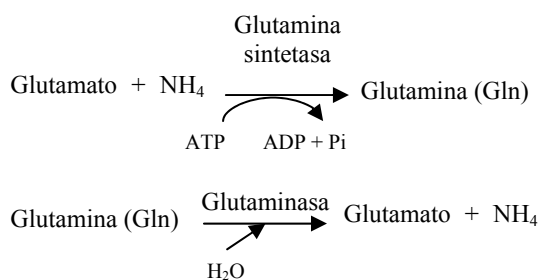 Glutamina
sintetasa
Glutamato + NH₄ Glutamina (Gln)
ATP ADP + Pi
Glutaminasa
Glutamina (Gln) Glutamato + NH₄
H₂O